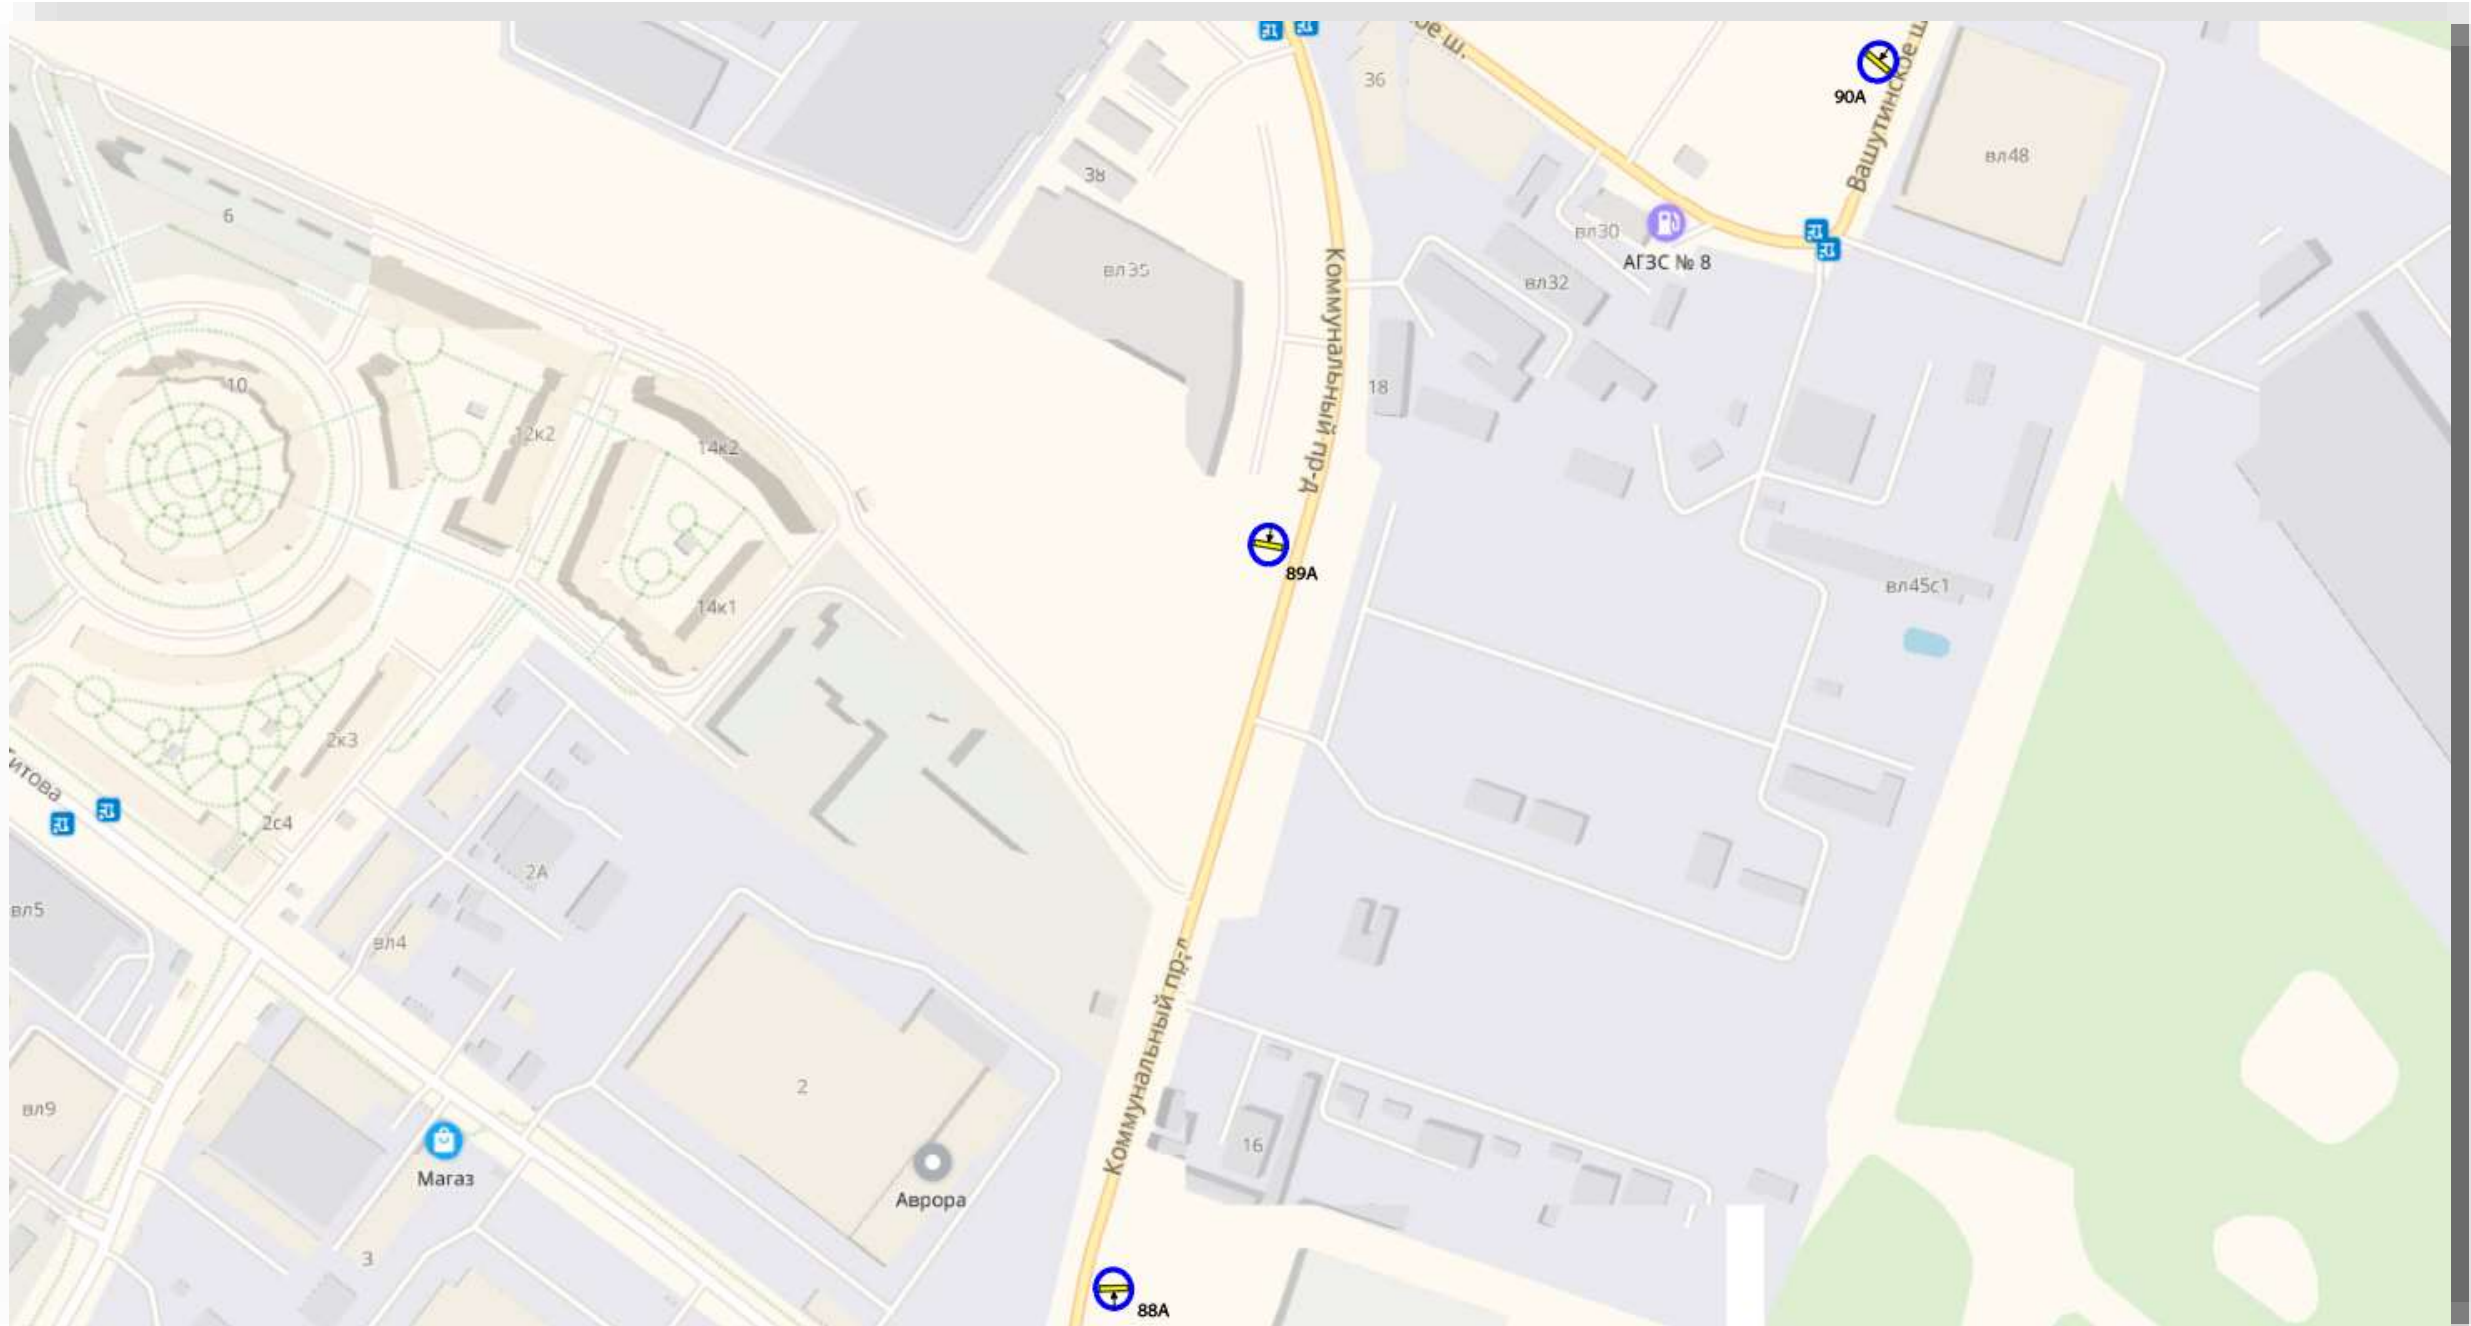 ое ш.
36
90А
Вашутинское ш
вл48
38
6
вл30
АГЗС № 8
вл35
вл32
Коммунальный пр-д
10
18
12к2
14к2
89А
вл45с1
14к1
2к3
итова
2с4
2А
вл5
вл4
Коммунальный пр-д
2
вл9
16
Магаз
Аврора
3
88А